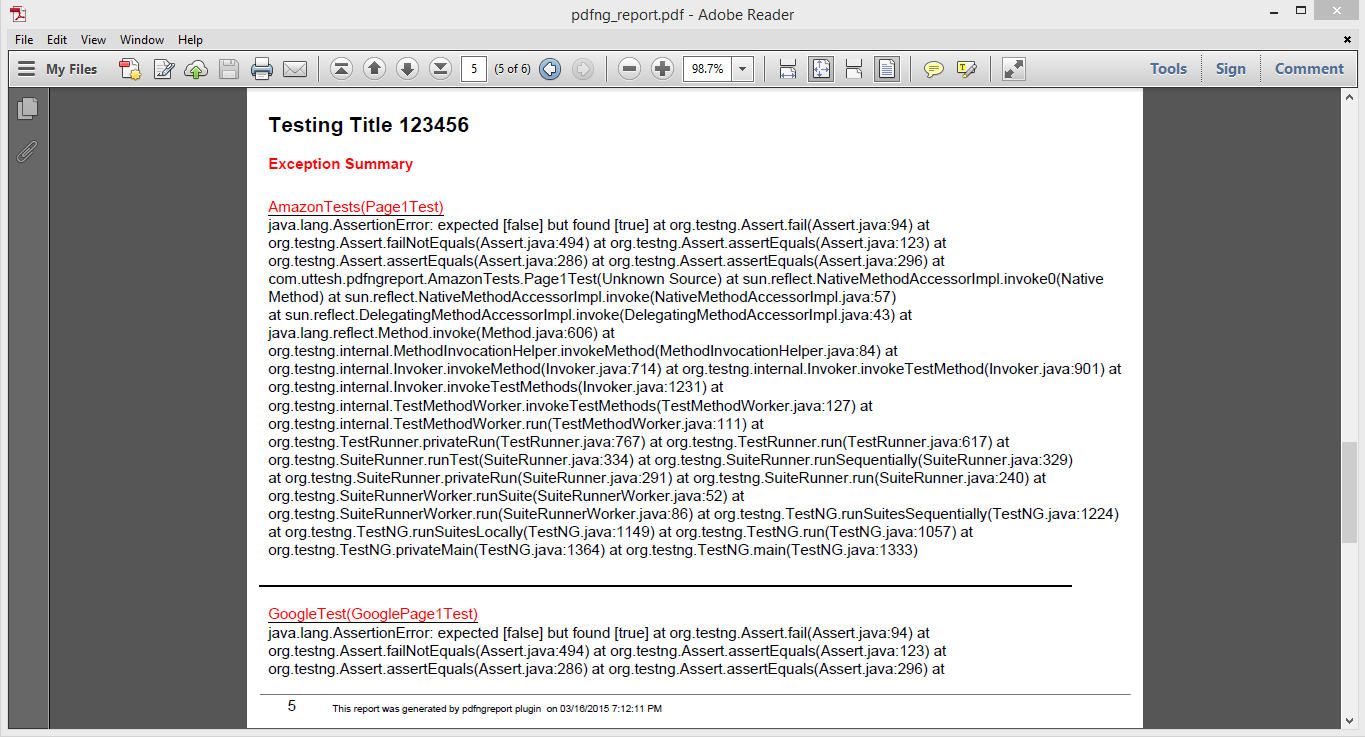 pdfng_report.pdf - Adobe Reader
File Edit View Window Help
My Files 5 (5 of 6) 98.7% Tools Sign Comment
Testing Title 123456
Exception Summary
AmazonTests(Page1Test)
java.lang.AssertionError: expected [false] but found [true] at org.testng.Assert.fail(Assert.java:94) at
org.testng.Assert.failNotEquals(Assert.java:494) at org.testng.Assert.assertEquals(Assert.java:123) at
org.testng.Assert.assertEquals(Assert.java:286) at org.testng.Assert.assertEquals(Assert.java:296) at
com.uttesh.pdfngreport.AmazonTests.Page1Test(Unknown Source) at sun.reflect.NativeMethodAccessorImpl.invoke0(Native
Method) at sun.reflect.NativeMethodAccessorImpl.invoke(NativeMethodAccessorImpl.java:57)
at sun.reflect.DelegatingMethodAccessorImpl.invoke(DelegatingMethodAccessorImpl.java:43) at
java.lang.reflect.Method.invoke(Method.java:606) at
org.testng.internal.MethodInvocationHelper.invokeMethod(MethodInvocationHelper.java:84) at
org.testng.internal.Invoker.invokeMethod(Invoker.java:714) at org.testng.internal.Invoker.invokeTestMethod(Invoker.java:901) at
org.testng.internal.Invoker.invokeTestMethods(Invoker.java:1231) at
org.testng.internal.TestMethodWorker.invokeTestMethods(TestMethodWorker.java:127) at
org.testng.internal.TestMethodWorker.run(TestMethodWorker.java:111) at
org.testng.TestRunner.privateRun(TestRunner.java:767) at org.testng.TestRunner.run(TestRunner.java:617) at
org.testng.SuiteRunner.runTest(SuiteRunner.java:334) at org.testng.SuiteRunner.runSequentially(SuiteRunner.java:329)
at org.testng.SuiteRunner.privateRun(SuiteRunner.java:291) at org.testng.SuiteRunner.run(SuiteRunner.java:240) at
org.testng.SuiteRunnerWorker.runSuite(SuiteRunnerWorker.java:52) at
org.testng.SuiteRunnerWorker.run(SuiteRunnerWorker.java:86) at org.testng.TestNG.runSuitesSequentially(TestNG.java:1224)
at org.testng.TestNG.runSuitesLocally(TestNG.java:1149) at org.testng.TestNG.run(TestNG.java:1057) at
org.testng.TestNG.privateMain(TestNG.java:1364) at org.testng.TestNG.main(TestNG.java:1333)
GoogleTest(GooglePage1Test)
java.lang.AssertionError: expected [false] but found [true] at org.testng.Assert.fail(Assert.java:94) at
org.testng.Assert.failNotEquals(Assert.java:494) at org.testng.Assert.assertEquals(Assert.java:123) at
org.testng.Assert.assertEquals(Assert.java:286) at org.testng.Assert.assertEquals(Assert.java:296) at
5 This report was generated by pdfngreport plugin on 03/16/2015 7:12:11 PM